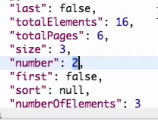 "last": false,
"totalElements": 16,
"totalPages": 6,
"size": 3,
"number": 2,
"first": false,
"sort": null,
"numberOfElements": 3